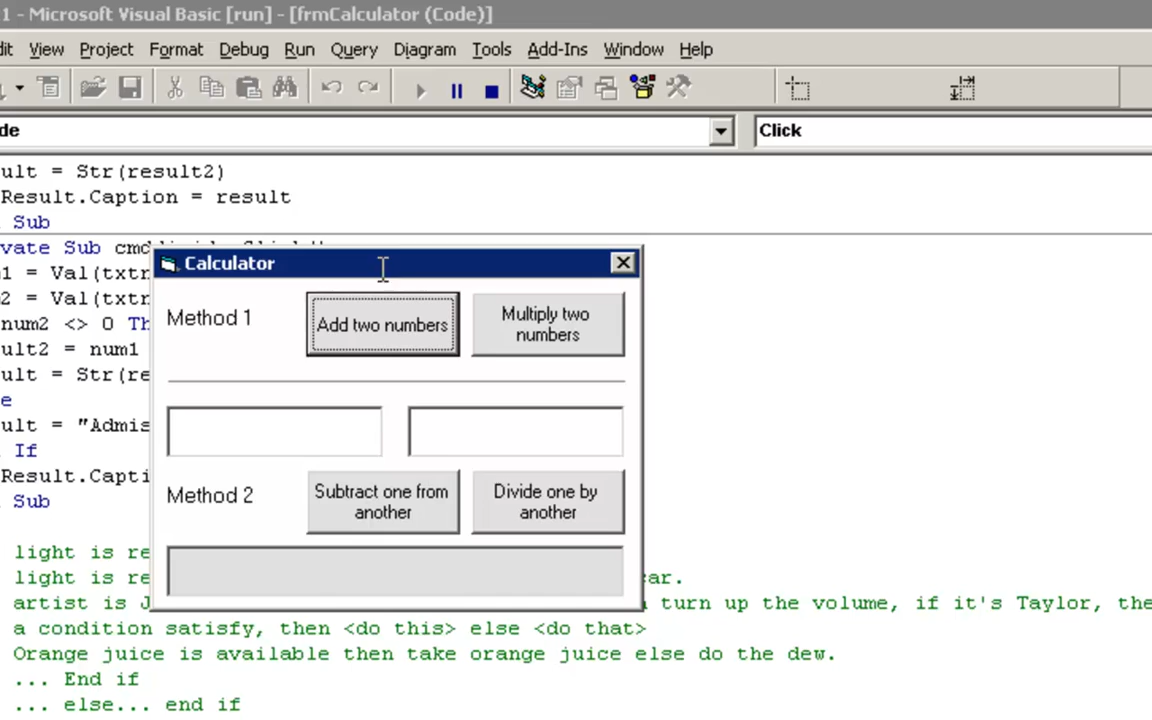 1 - Microsoft Visual Basic [run] - [frmCalculator (Code)]
dit View Project Format Debug Run Query Diagram Tools Add-Ins Window Help
de
Click
ult = Str(result2)
Result.Caption = result
Sub
vate Sub cmd
1 = Val(txtn
2 = Val(txtn
num2 <> 0 Th
ult2 = num1
ult = Str(re
e
ult = "Admis
If
Result.Capti
Sub
Calculator
Method 1
Add two numbers
Multiply two
numbers
Method 2
Subtract one from
another
Divide one by
another
light is re
light is re car.
artist is J turn up the volume, if it's Taylor, the
a condition satisfy, then <do this> else <do that>
Orange juice is available then take orange juice else do the dew.
... End if
... else... end if